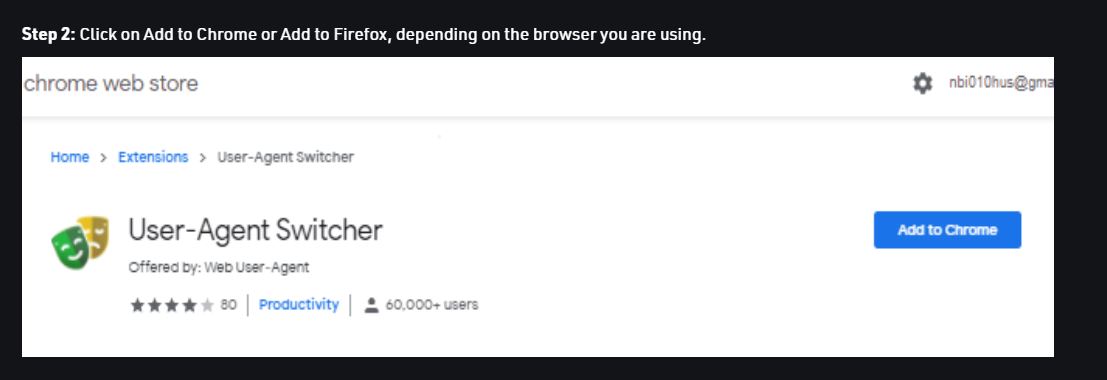 Step 2: Click on Add to Chrome or Add to Firefox, depending on the browser you are using.
chrome web store
nbi010hus@gma
Home > Extensions > User-Agent Switcher
User-Agent Switcher
Add to Chrome
Offered by: Web User-Agent
80 | Productivity | 60,000+ users